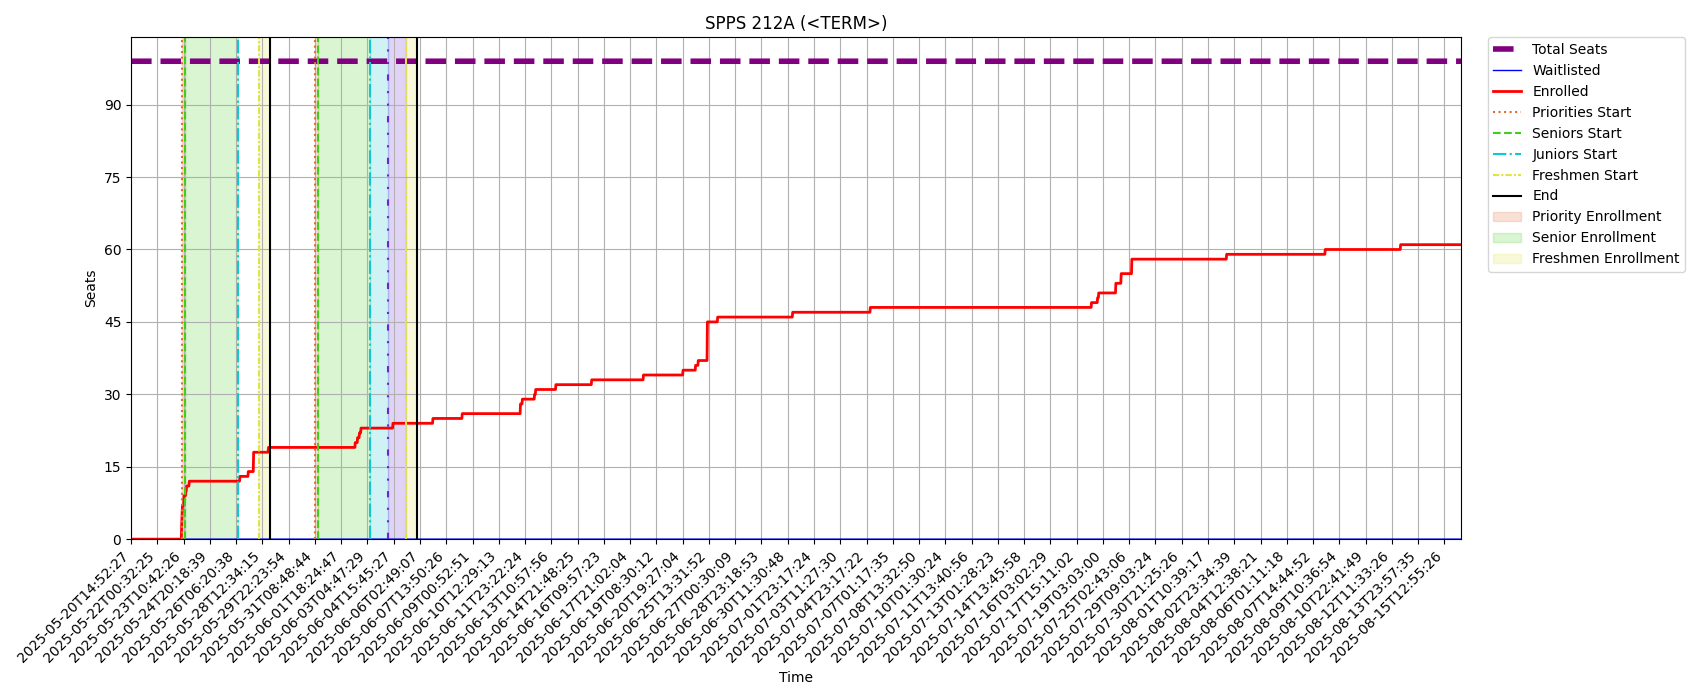 SPPS 212A (<TERM>)
Total Seats
Waitlisted
Enrolled
Priorities Start
Seniors Start
Juniors Start
Freshmen Start
End
Priority Enrollment
Senior Enrollment
Freshmen Enrollment
Seats
90
75
60
45
30
15
0
2025-05-20T14:52:27
2025-05-22T00:32:25
2025-05-23T10:42:26
2025-05-24T20:18:39
2025-05-26T06:20:38
2025-05-28T12:34:15
2025-05-29T22:23:54
2025-05-31T08:48:44
2025-06-01T18:24:47
2025-06-03T04:47:29
2025-06-04T15:45:27
2025-06-06T02:49:07
2025-06-07T13:50:26
2025-06-09T00:52:51
2025-06-10T12:29:13
2025-06-11T23:22:24
2025-06-13T10:57:56
2025-06-14T21:48:25
2025-06-16T09:57:23
2025-06-17T21:02:04
2025-06-19T08:30:12
2025-06-20T19:27:04
2025-06-25T13:31:52
2025-06-27T00:30:09
2025-06-28T23:18:53
2025-06-30T11:30:48
2025-07-01T23:17:24
2025-07-03T11:27:30
2025-07-04T23:17:22
2025-07-07T01:17:35
2025-07-08T13:32:50
2025-07-10T01:30:24
2025-07-11T13:40:56
2025-07-13T01:28:23
2025-07-14T13:45:58
2025-07-16T03:02:29
2025-07-17T15:11:02
2025-07-19T03:03:00
2025-07-25T02:43:06
2025-07-29T09:03:24
2025-07-30T21:25:26
2025-08-01T10:39:17
2025-08-02T23:34:39
2025-08-04T12:38:21
2025-08-06T01:11:18
2025-08-07T14:44:52
2025-08-09T10:36:54
2025-08-10T22:41:49
2025-08-12T11:33:26
2025-08-13T23:57:35
2025-08-15T12:55:26
Time